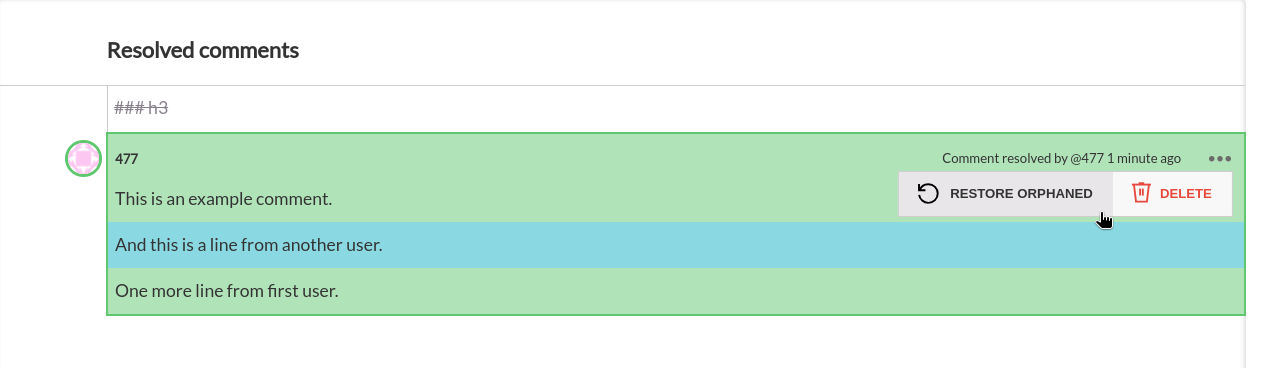 Resolved comments
### h3
477
Comment resolved by @477 1 minute ago
This is an example comment.
RESTORE ORPHANED
DELETE
And this is a line from another user.
One more line from first user.